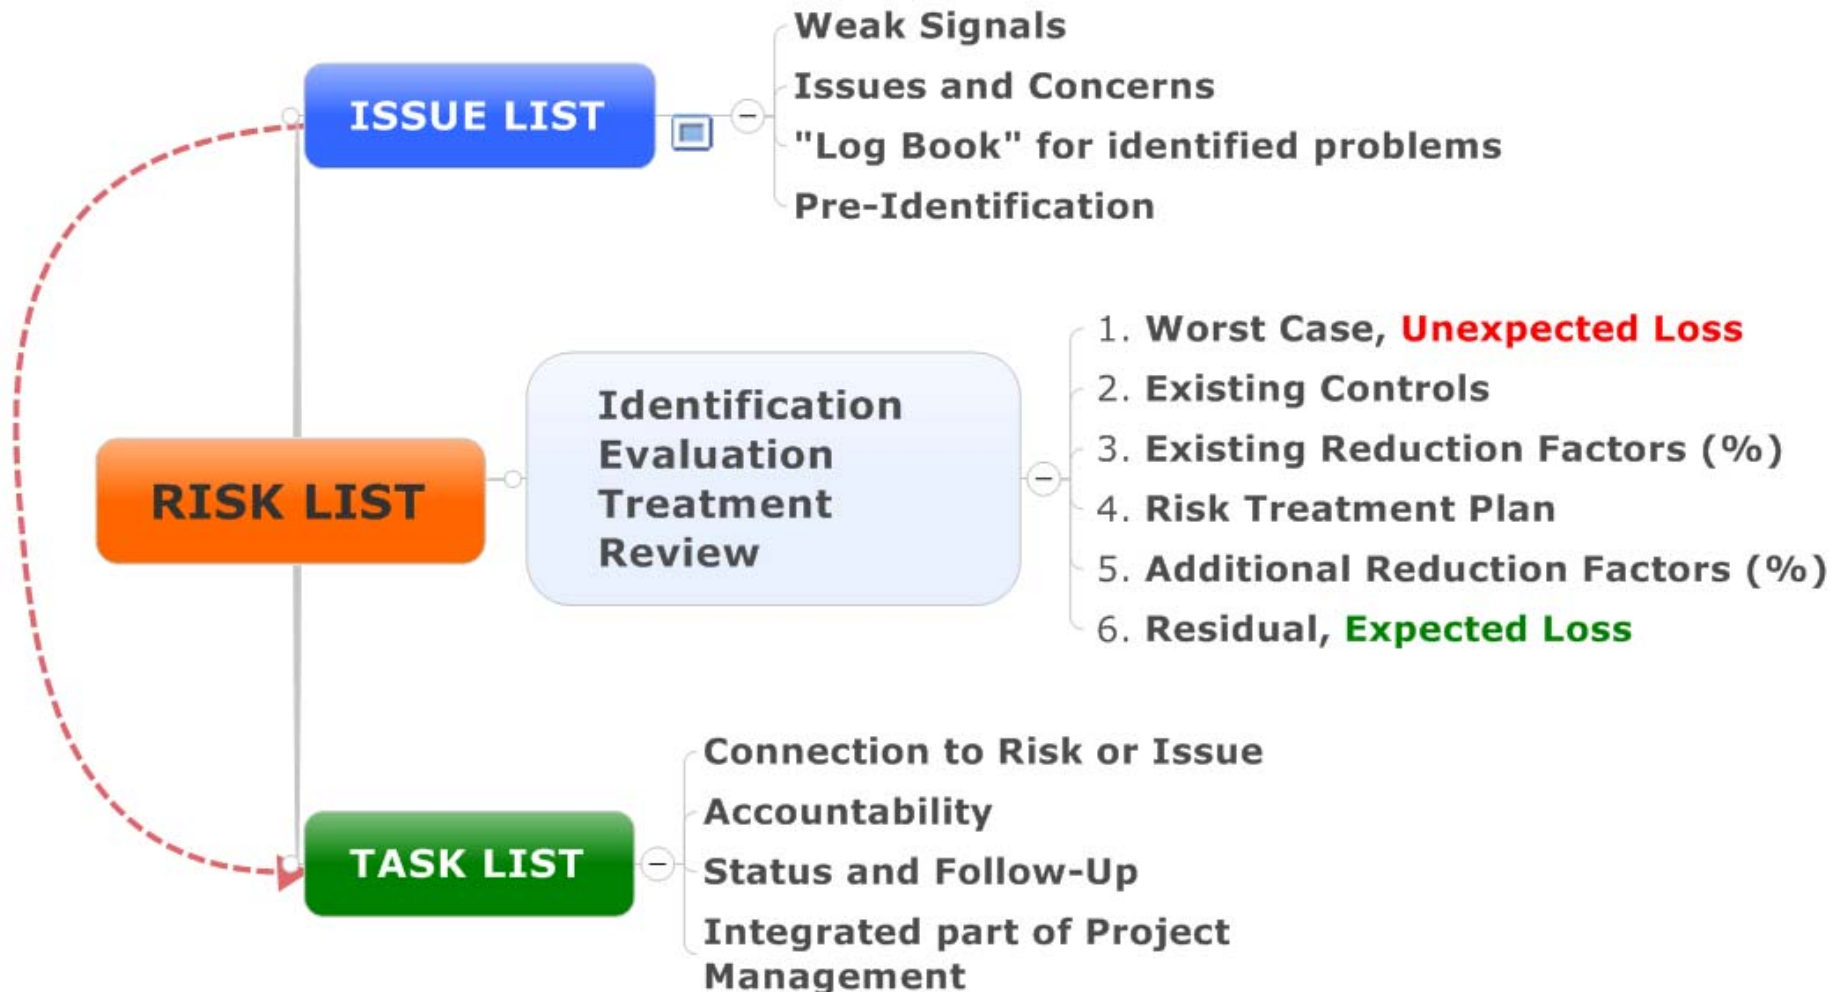 Weak Signals
ISSUE LIST
Issues and Concerns
"Log Book" for identified problems
Pre-Identification
1. Worst Case, Unexpected Loss
2. Existing Controls
3. Existing Reduction Factors (%)
4. Risk Treatment Plan
5. Additional Reduction Factors (%)
6. Residual, Expected Loss
Identification
Evaluation
Treatment
Review
RISK LIST
Connection to Risk or Issue
Accountability
TASK LIST
Status and Follow-Up
Integrated part of Project
Management